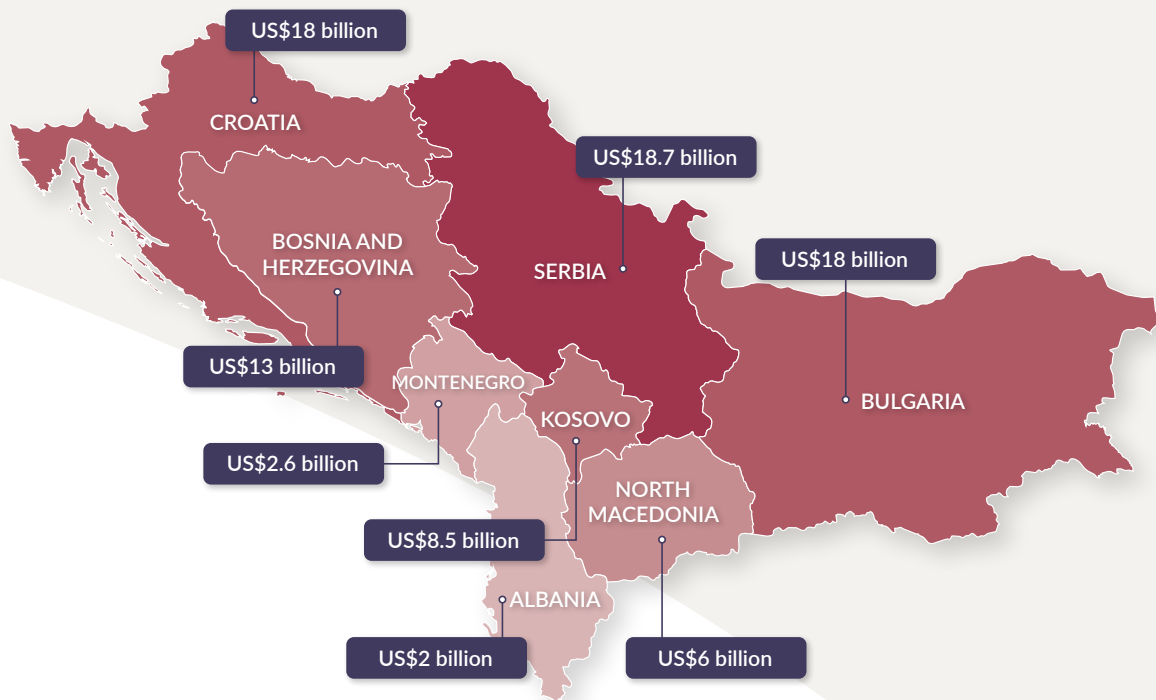 US$18 billion
CROATIA
US$18.7 billion
BOSNIA AND
HERZEGOVINA
SERBIA
US$18 billion
US$13 billion
MONTENEGRO
BULGARIA
KOSOVO
US$2.6 billion
NORTH
MACEDONIA
US$8.5 billion
ALBANIA
US$2 billion
US$6 billion